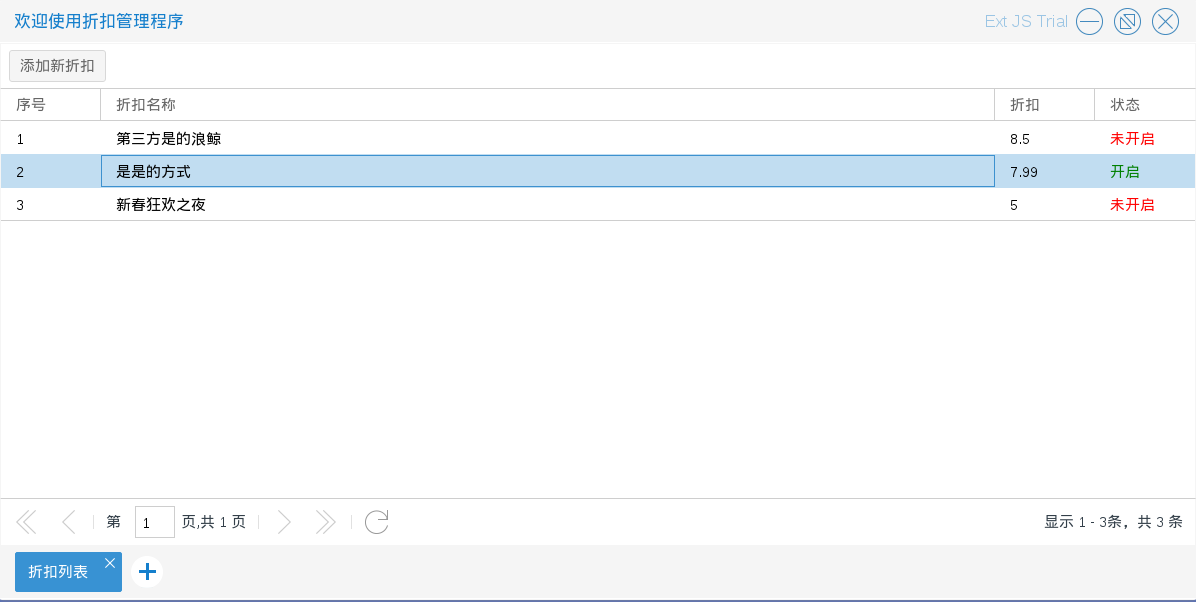 欢迎使用折扣管理程序 Ext JS Trial
添加新折扣
序号 折扣名称 折扣 状态
1 第三方是的浪鲸 8.5 未开启
2 是是的方式 7.99 开启
3 新春狂欢之夜 5 未开启
第 1 页,共 1 页 显示 1 - 3条，共 3 条
折扣列表